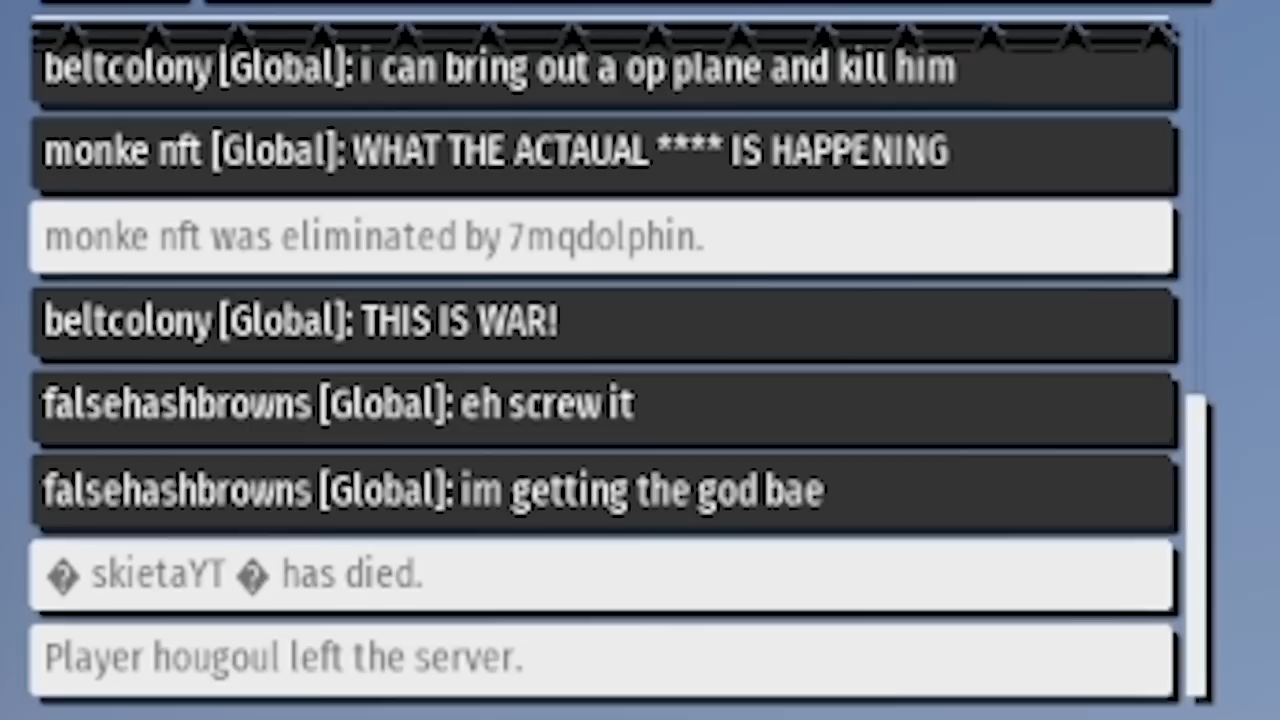 beltcolony [Global]: i can bring out a op plane and kill him
monke nft [Global]: WHAT THE ACTAUAL **** IS HAPPENING
monke nft was eliminated by 7mqdolphin.
beltcolony [Global]: THIS IS WAR!
falsehashbrowns [Global]: eh screw it
falsehashbrowns [Global]: im getting the god bae
� skietaYT � has died.
Player hougoul left the server.